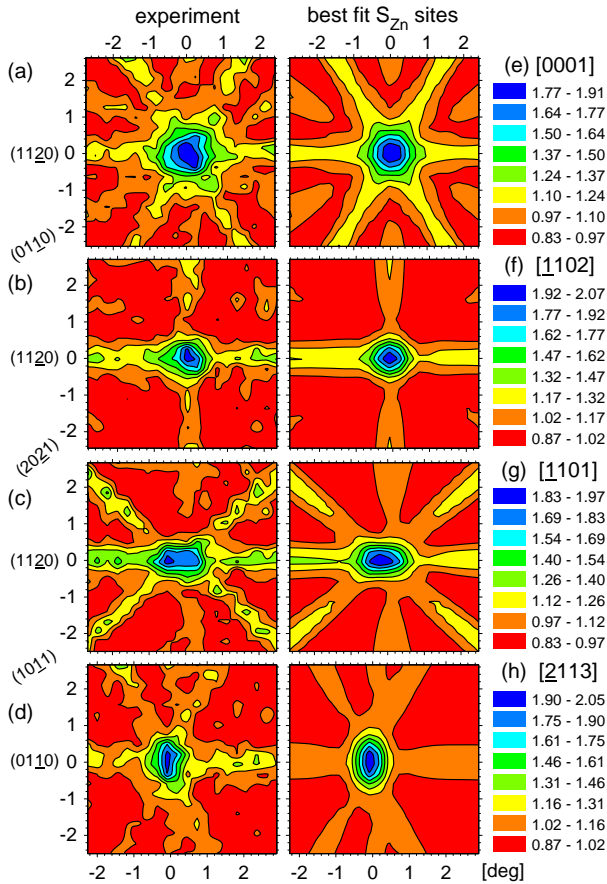 experiment
best fit S_Zn sites
-2 0 2 -2 0 2
(a)
2
1
(112̲0) 0
-1
-2
(011̲0)
(e) [0001]
1.77 - 1.91
1.64 - 1.77
1.50 - 1.64
1.37 - 1.50
1.24 - 1.37
1.10 - 1.24
0.97 - 1.10
0.83 - 0.97
(b)
2
1
(112̲0) 0
-1
-2
(202̲1)
(f) [1̲102]
1.92 - 2.07
1.77 - 1.92
1.62 - 1.77
1.47 - 1.62
1.32 - 1.47
1.17 - 1.32
1.02 - 1.17
0.87 - 1.02
(c)
2
1
(112̲0) 0
-1
-2
(101̲1)
(g) [1̲101]
1.83 - 1.97
1.69 - 1.83
1.54 - 1.69
1.40 - 1.54
1.26 - 1.40
1.12 - 1.26
0.97 - 1.12
0.83 - 0.97
(d)
2
1
(011̲0) 0
-1
-2
(h) [2̲113]
1.90 - 2.05
1.75 - 1.90
1.61 - 1.75
1.46 - 1.61
1.31 - 1.46
1.16 - 1.31
1.02 - 1.16
0.87 - 1.02
-2 -1 0 1 2 -2 -1 0 1 2 [deg]